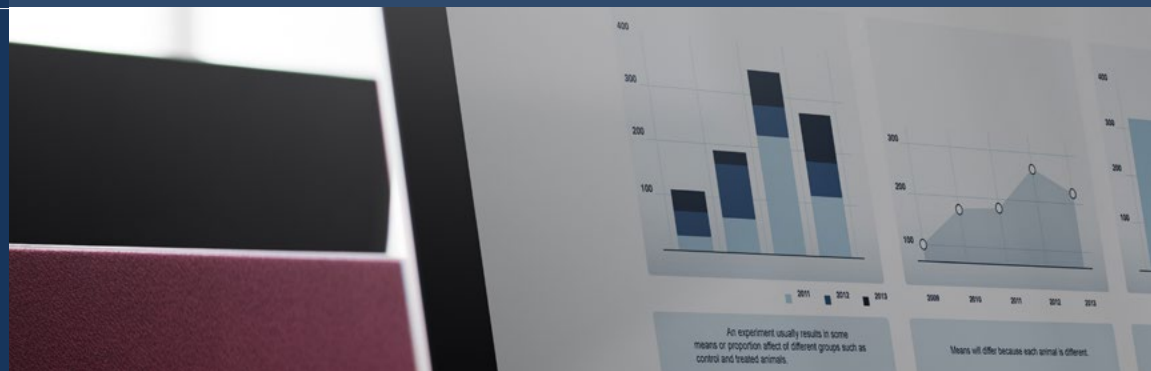 400
300
200
100
2011 2012 2013
An experiment usually results in some
means or proportion affect of different groups such as
control and treated animals.
300
200
100
2009 2010 2011 2012 2013
Means will differ because each animal is different.
400
300
200
100